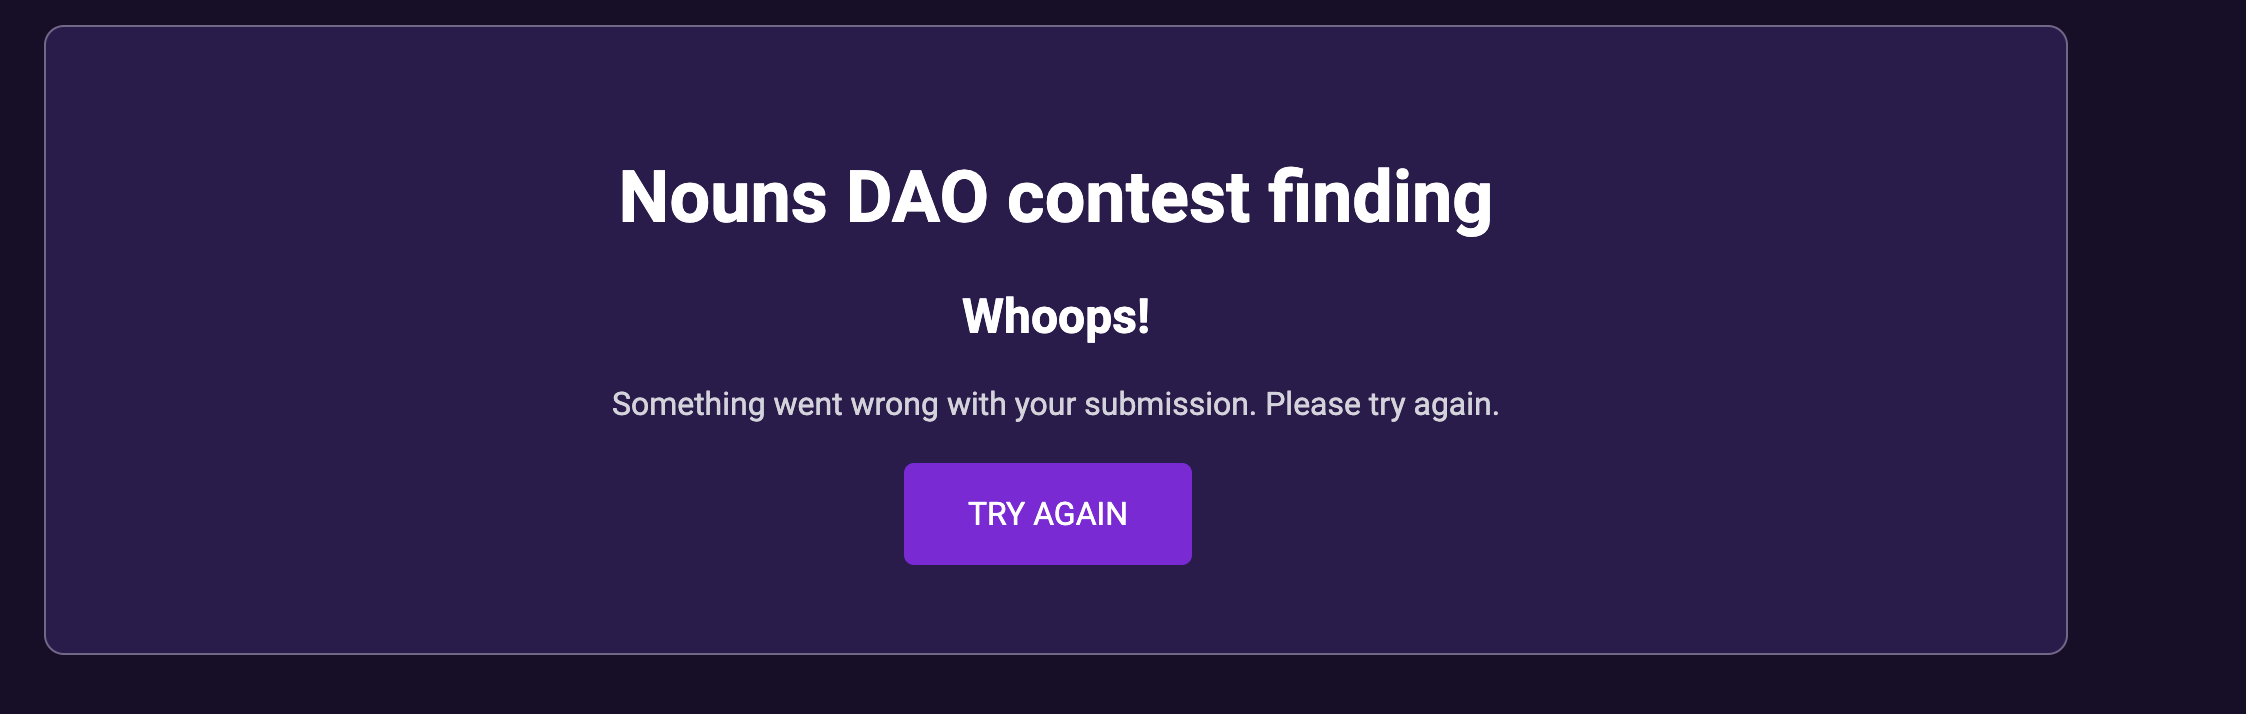 Nouns DAO contest finding
Whoops!
Something went wrong with your submission. Please try again.
TRY AGAIN